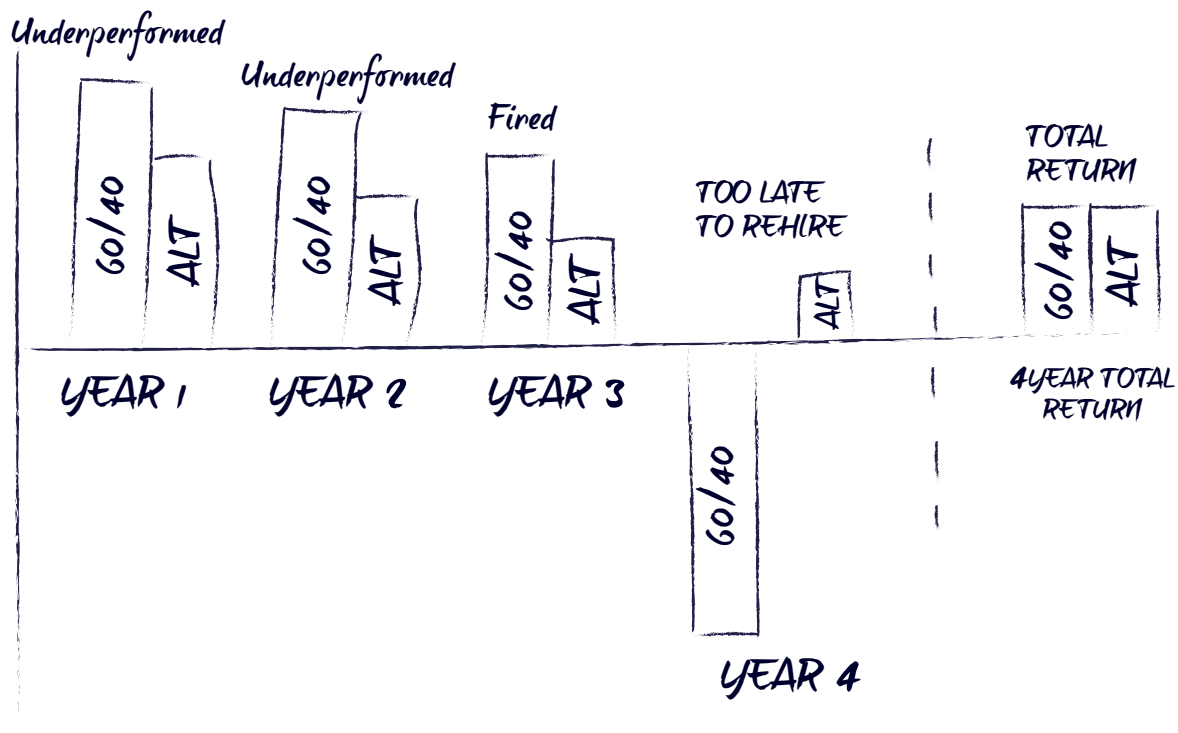 Underperformed
60/40
ALT
YEAR 1
Underperformed
60/40
ALT
YEAR 2
Fired
60/40
ALT
YEAR 3
TOO LATE
TO REHIRE
60/40
ALT
YEAR 4
TOTAL
RETURN
60/40
ALT
4YEAR TOTAL
RETURN